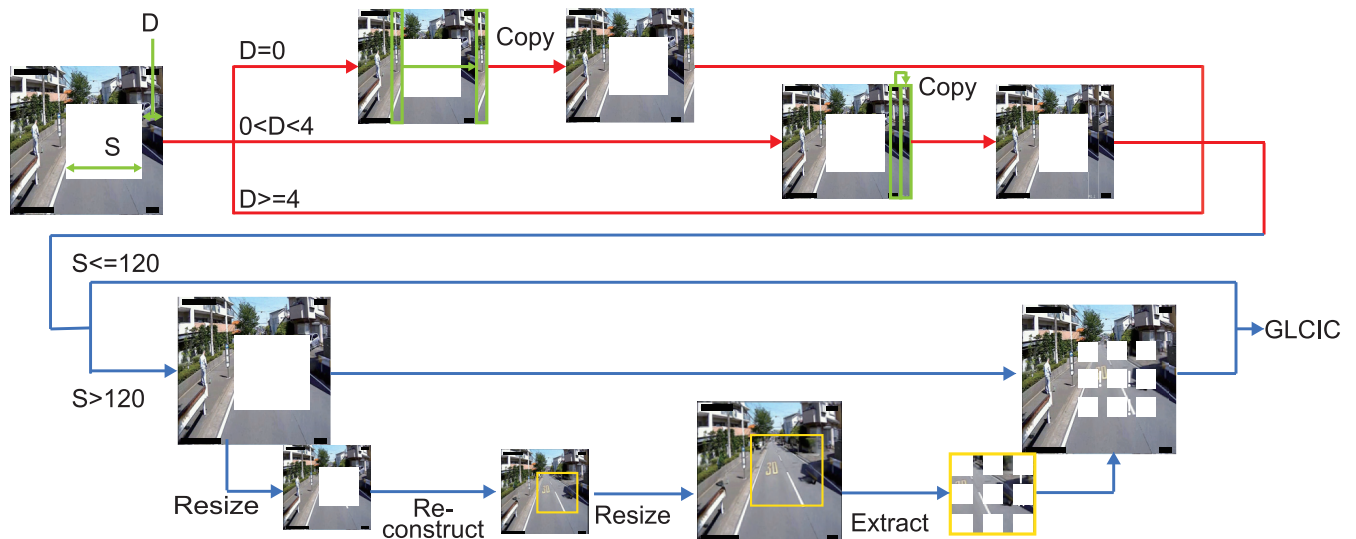 D
D=0
Copy
Copy
0<D<4
S
D>=4
S<=120
GLCIC
S>120
Resize
Re-
construct
Resize
Extract